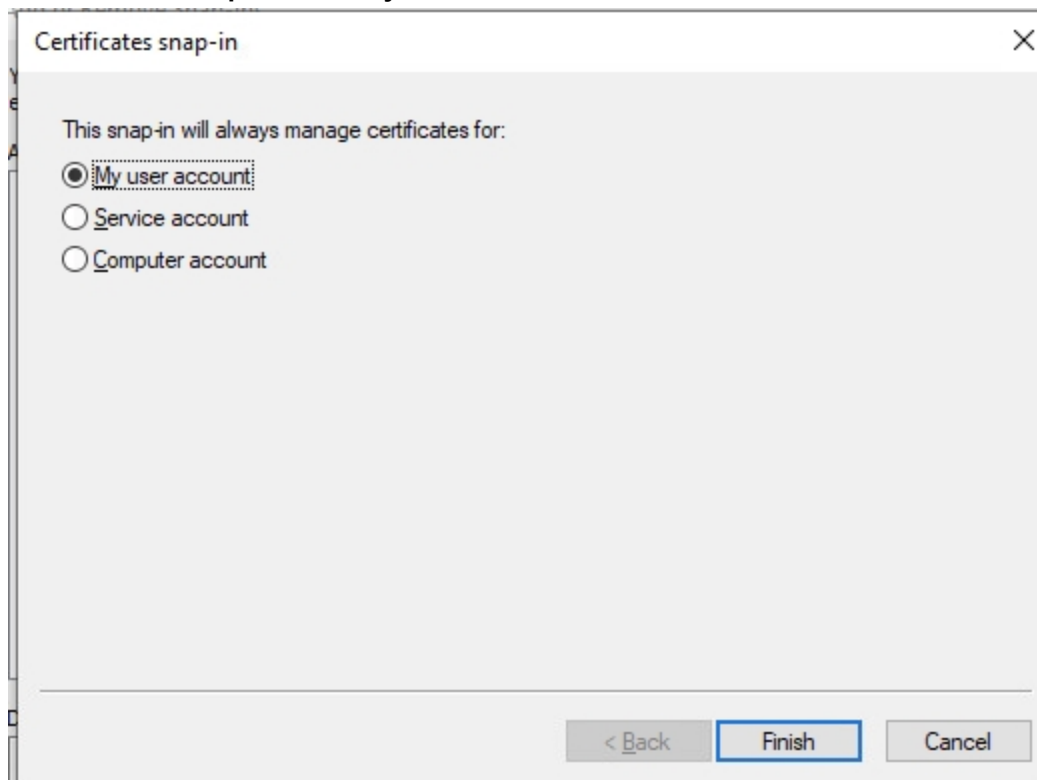 Certificates snap-in
This snap-in will always manage certificates for:
My user account
Service account
Computer account
< Back
Finish
Cancel